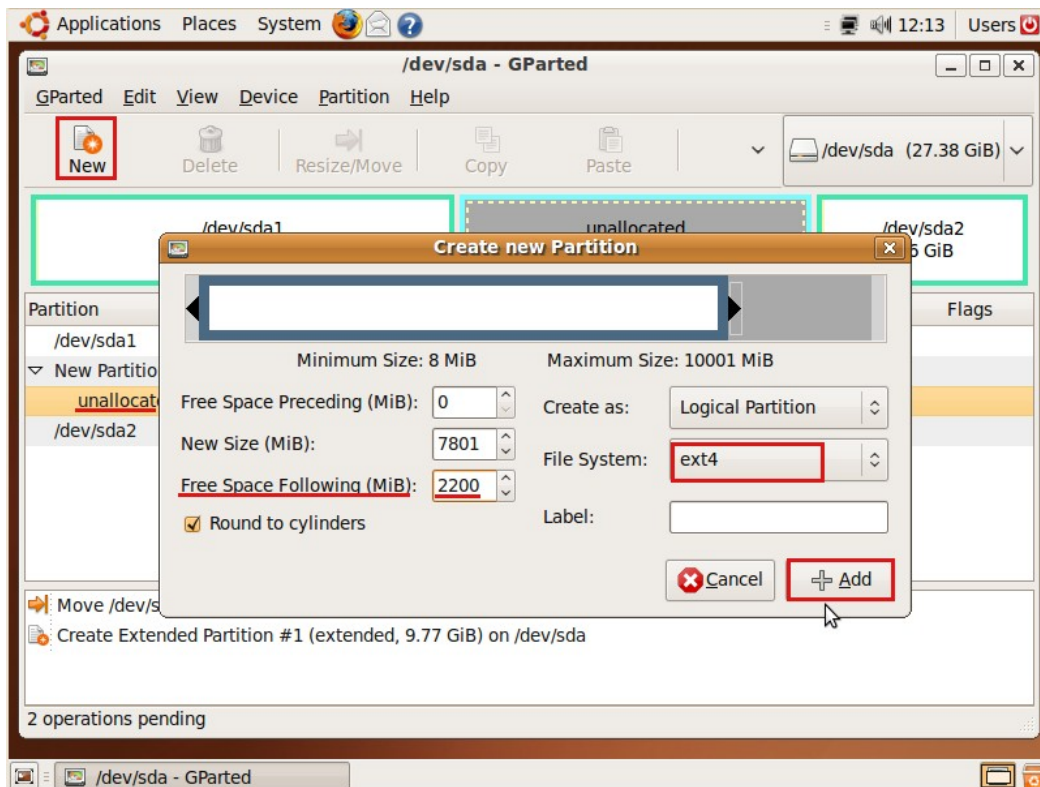 Applications Places System 12:13 Users
/dev/sda - GParted
GParted Edit View Device Partition Help
New Delete Resize/Move Copy Paste /dev/sda (27.38 GiB)
/dev/sda1 unallocated /dev/sda2
GiB
Create new Partition
Minimum Size: 8 MiB Maximum Size: 10001 MiB
Free Space Preceding (MiB): 0 Create as: Logical Partition
New Size (MiB): 7801 File System: ext4
Free Space Following (MiB): 2200
Round to cylinders Label:
Cancel Add
Partition Flags
/dev/sda1
New Partitio
unallocat
/dev/sda2
Move /dev/s
Create Extended Partition #1 (extended, 9.77 GiB) on /dev/sda
2 operations pending
/dev/sda - GParted